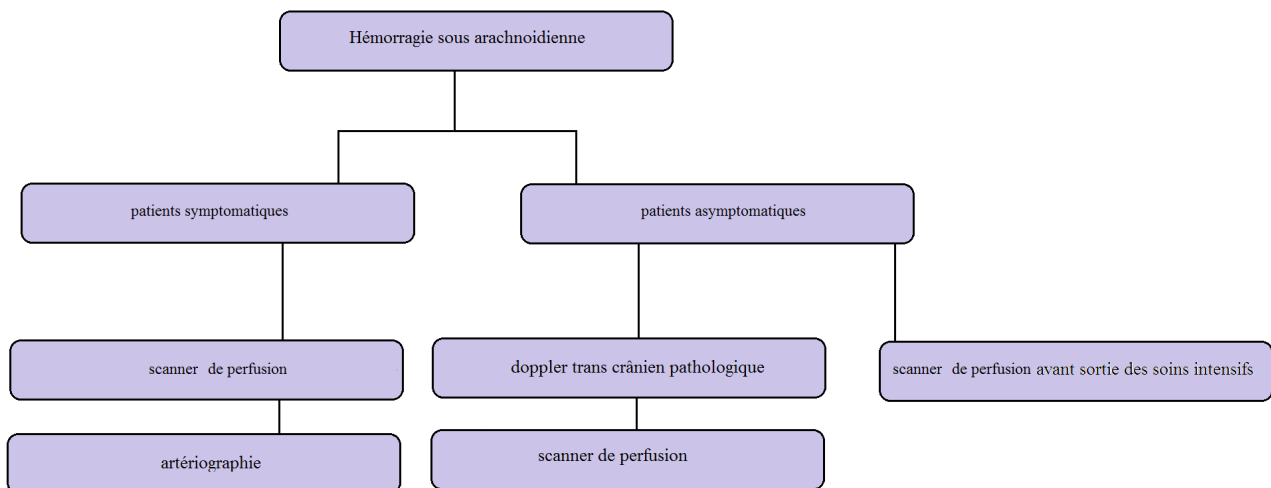 Hémorragie sous arachnoidienne
patients symptomatiques
patients asymptomatiques
scanner de perfusion
doppler trans crânien pathologique
scanner de perfusion avant sortie des soins intensifs
artériographie
scanner de perfusion